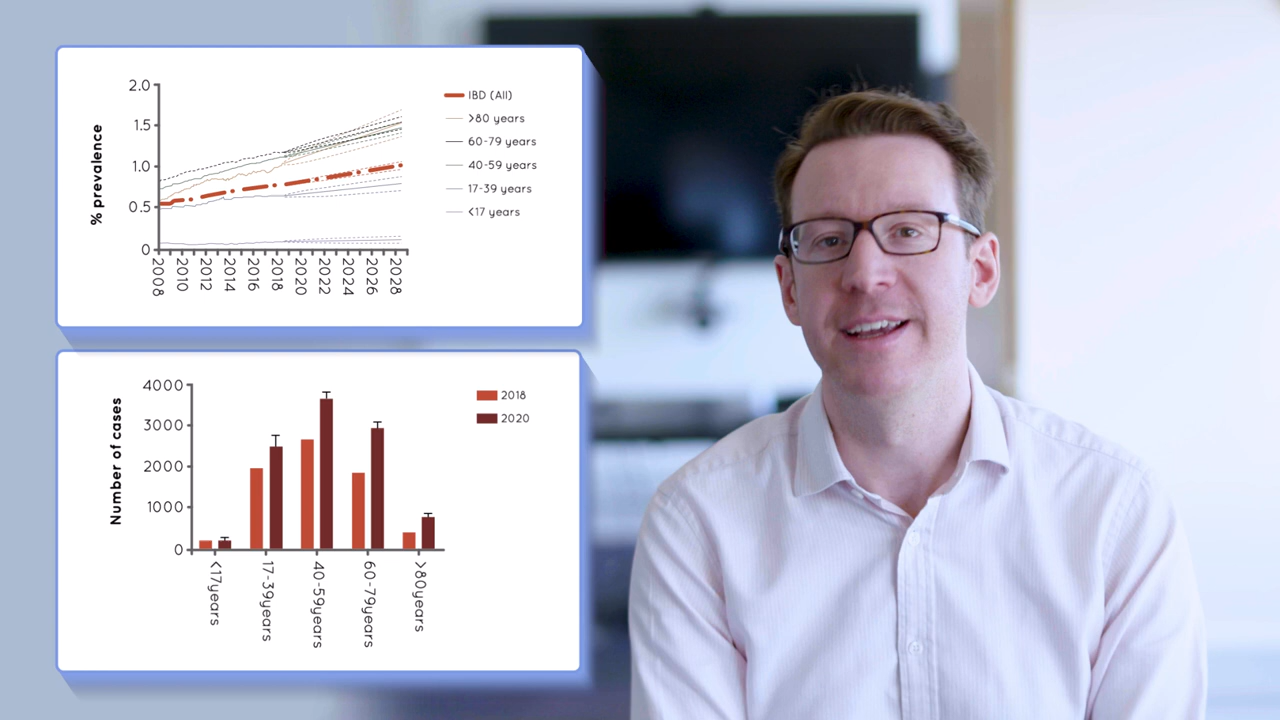 2.0
1.5
1.0
0.5
0
% prevalence
2008
2010
2012
2014
2016
2018
2020
2022
2024
2026
2028
IBD (All)
>80 years
60-79 years
40-59 years
17-39 years
<17 years
4000
3000
2000
1000
0
Number of cases
<17years
17-39years
40-59years
60-79years
>80years
2018
2020